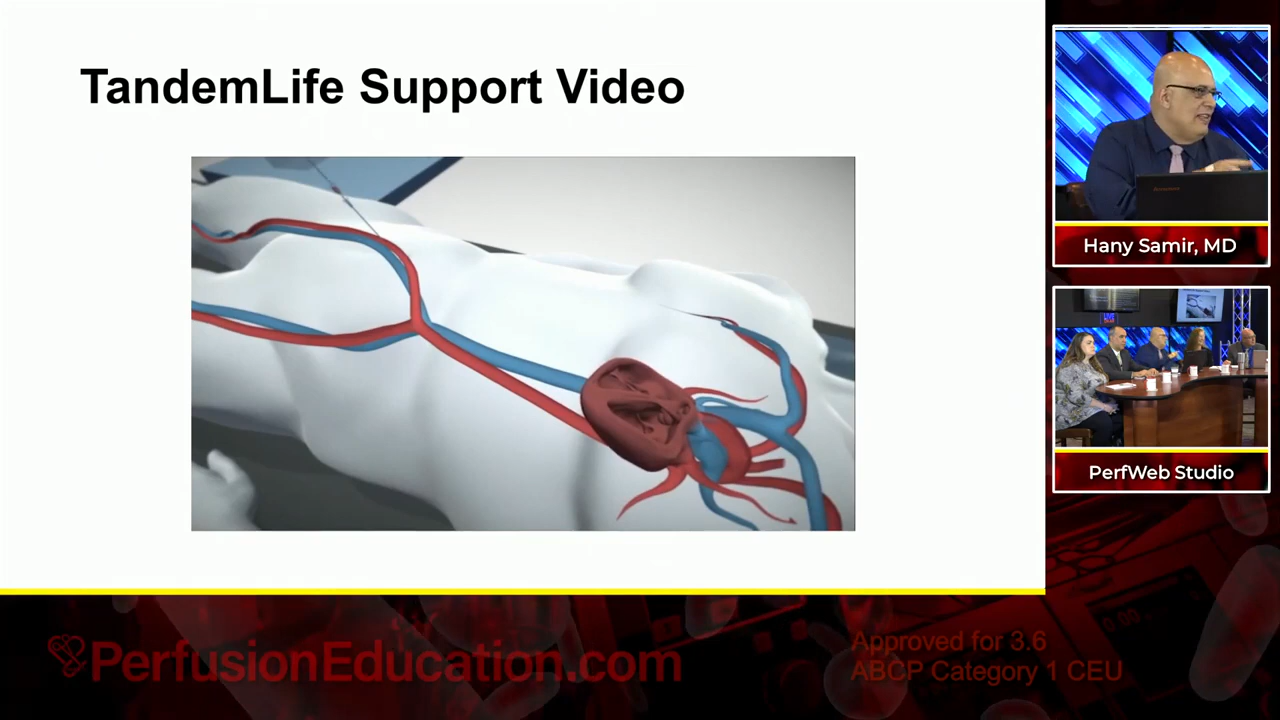 TandemLife Support Video
Hany Samir, MD
PerfWeb Studio
PerfusionEducation.com
Approved for 3.6
ABCP Category 1 CEU